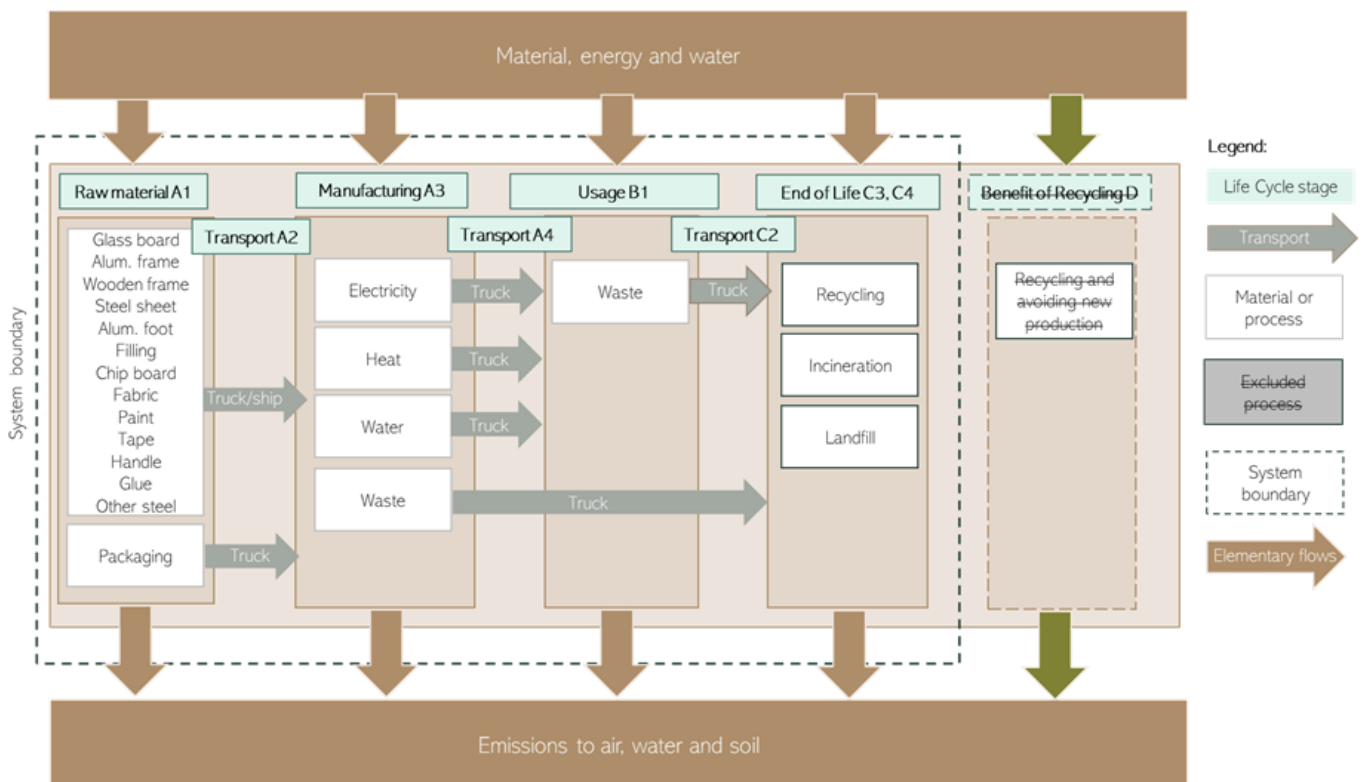 Material, energy and water
Legend:
System boundary
Raw material A1
Manufacturing A3
Usage B1
End of Life C3, C4
Benefit of Recycling D
Life Cycle stage
Transport A2
Transport A4
Transport C2
Glass board
Alum. frame
Wooden frame
Steel sheet
Alum. foot
Filling
Chip board
Fabric
Paint
Tape
Handle
Glue
Other steel
Packaging
Truck/ship
Truck
Electricity
Heat
Water
Waste
Truck
Truck
Truck
Truck
Waste
Truck
Recycling
Incineration
Landfill
Recycling and
avoiding new
production
Transport
Material or
process
Excluded
process
System
boundary
Elementary flows
Emissions to air, water and soil